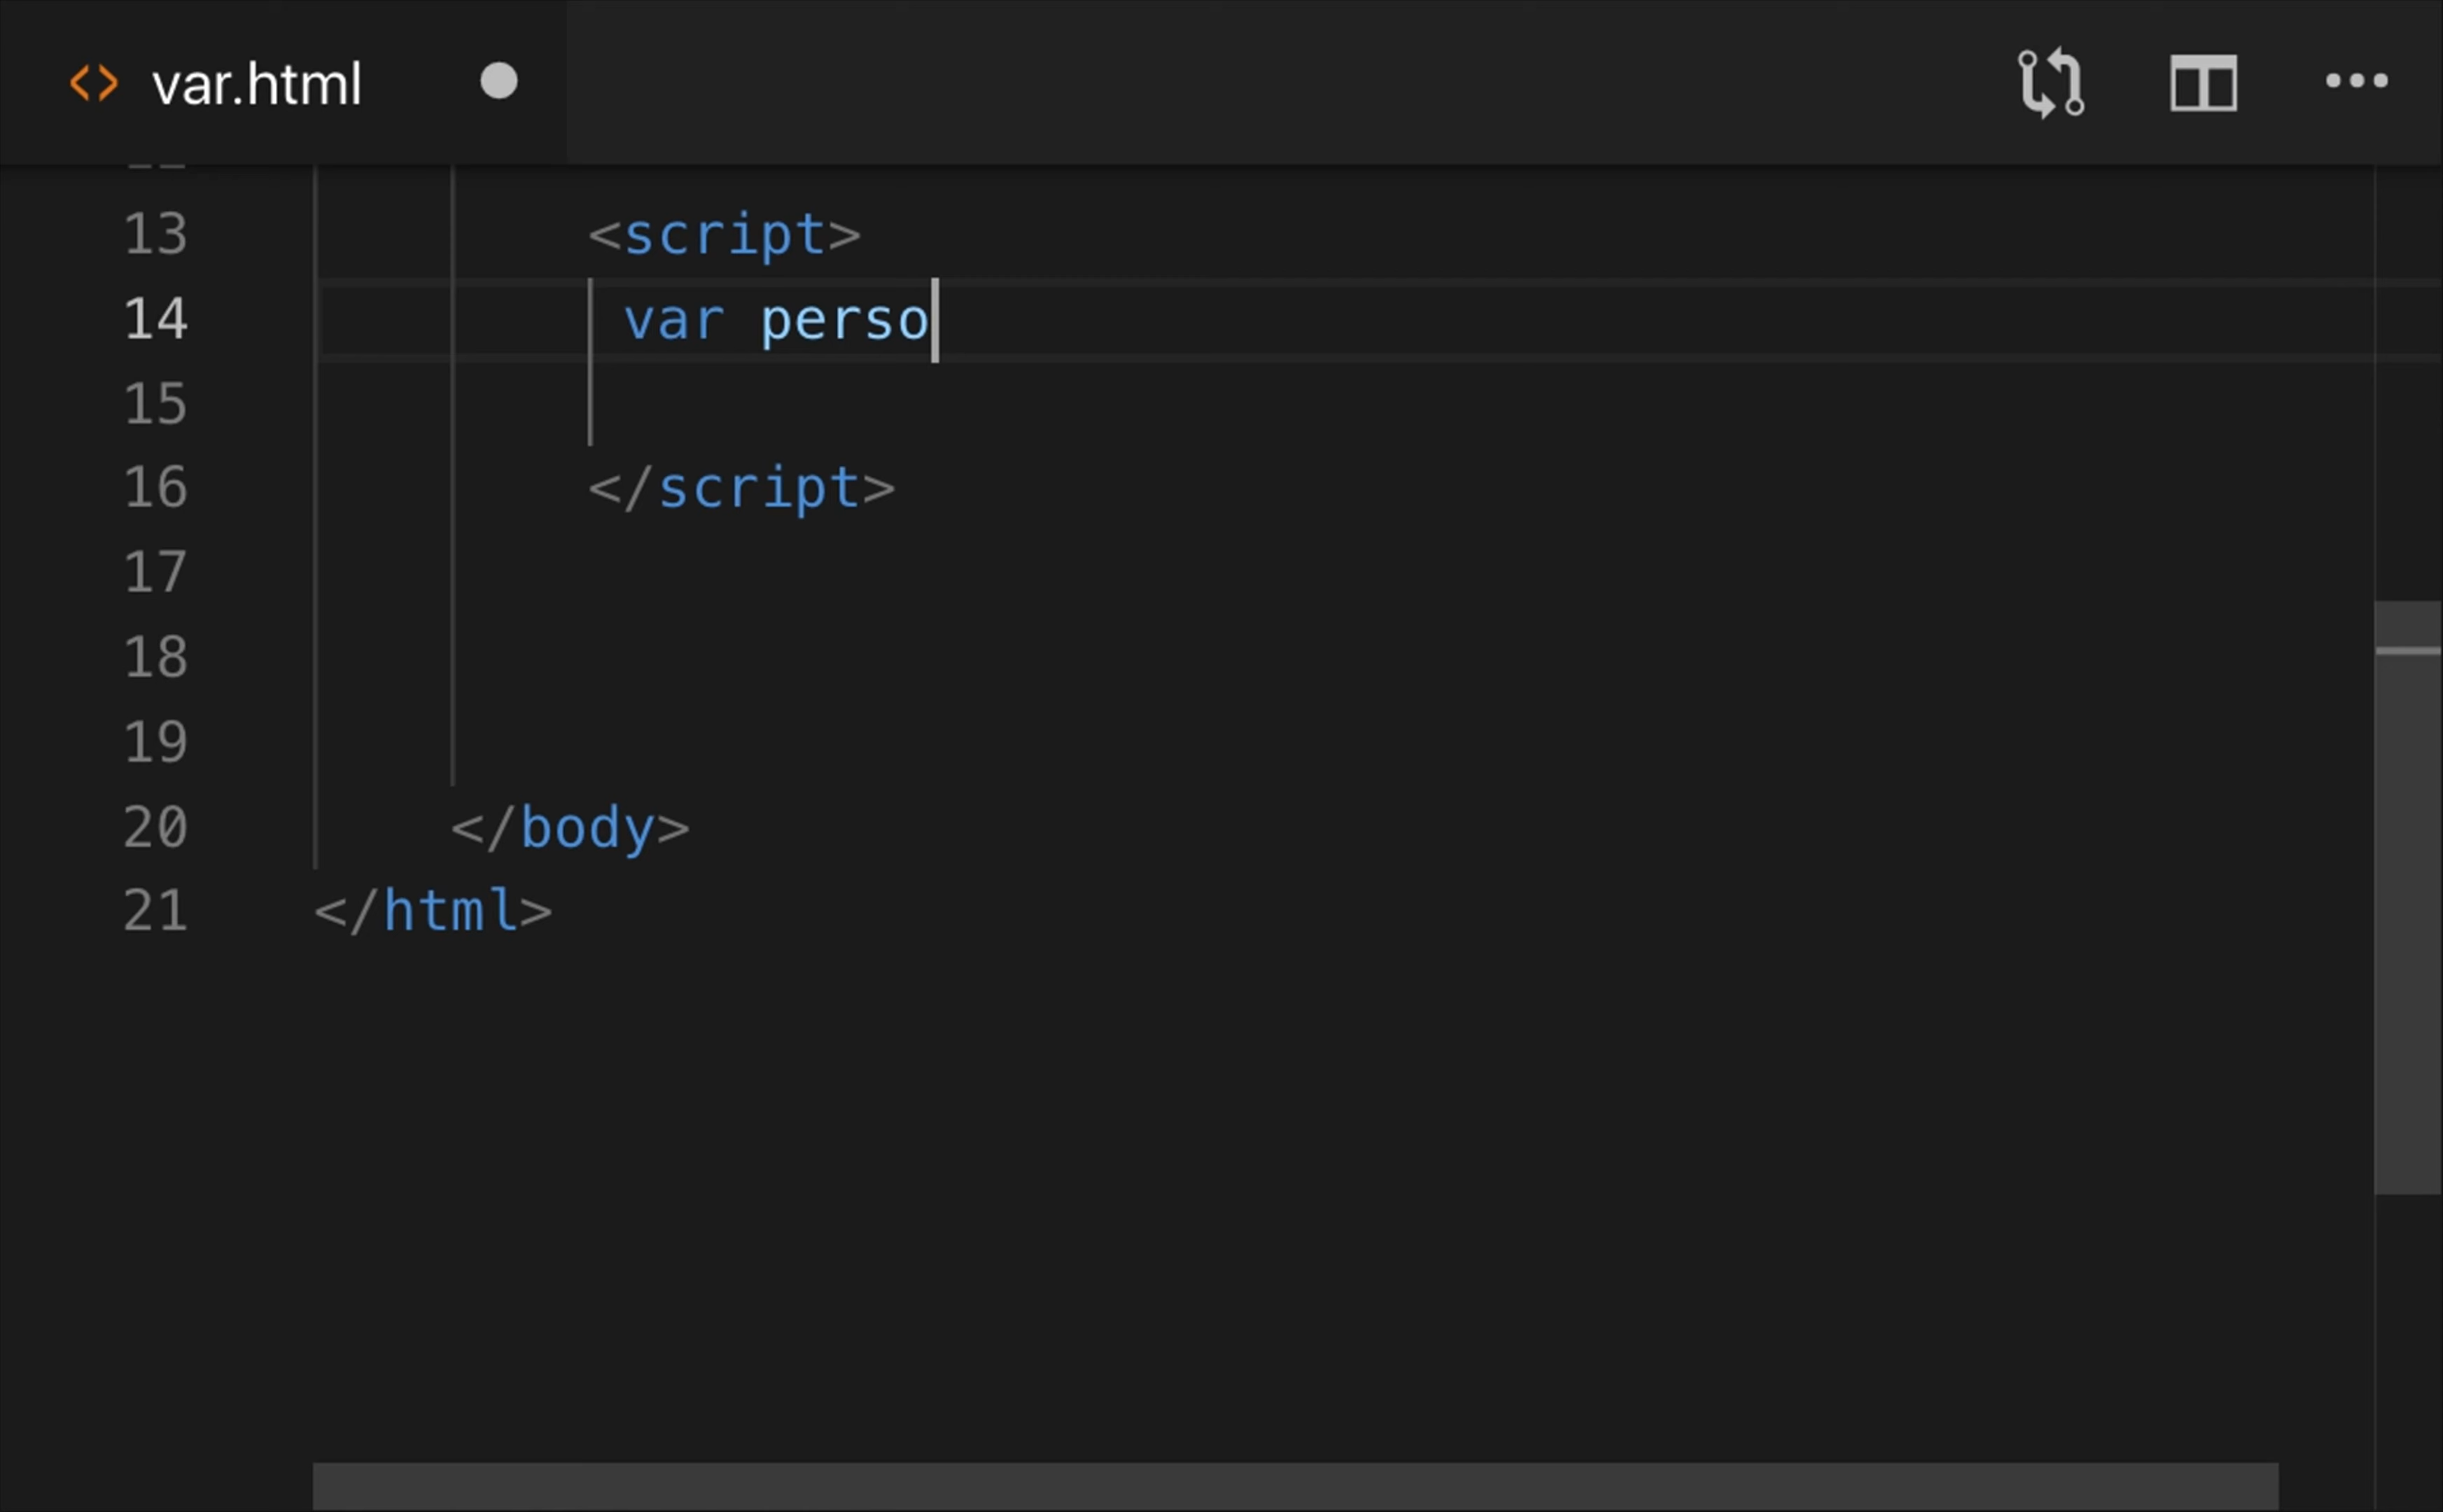 var.html
13 <script>
14 var perso
15
16 </script>
17
18
19
20 </body>
21 </html>